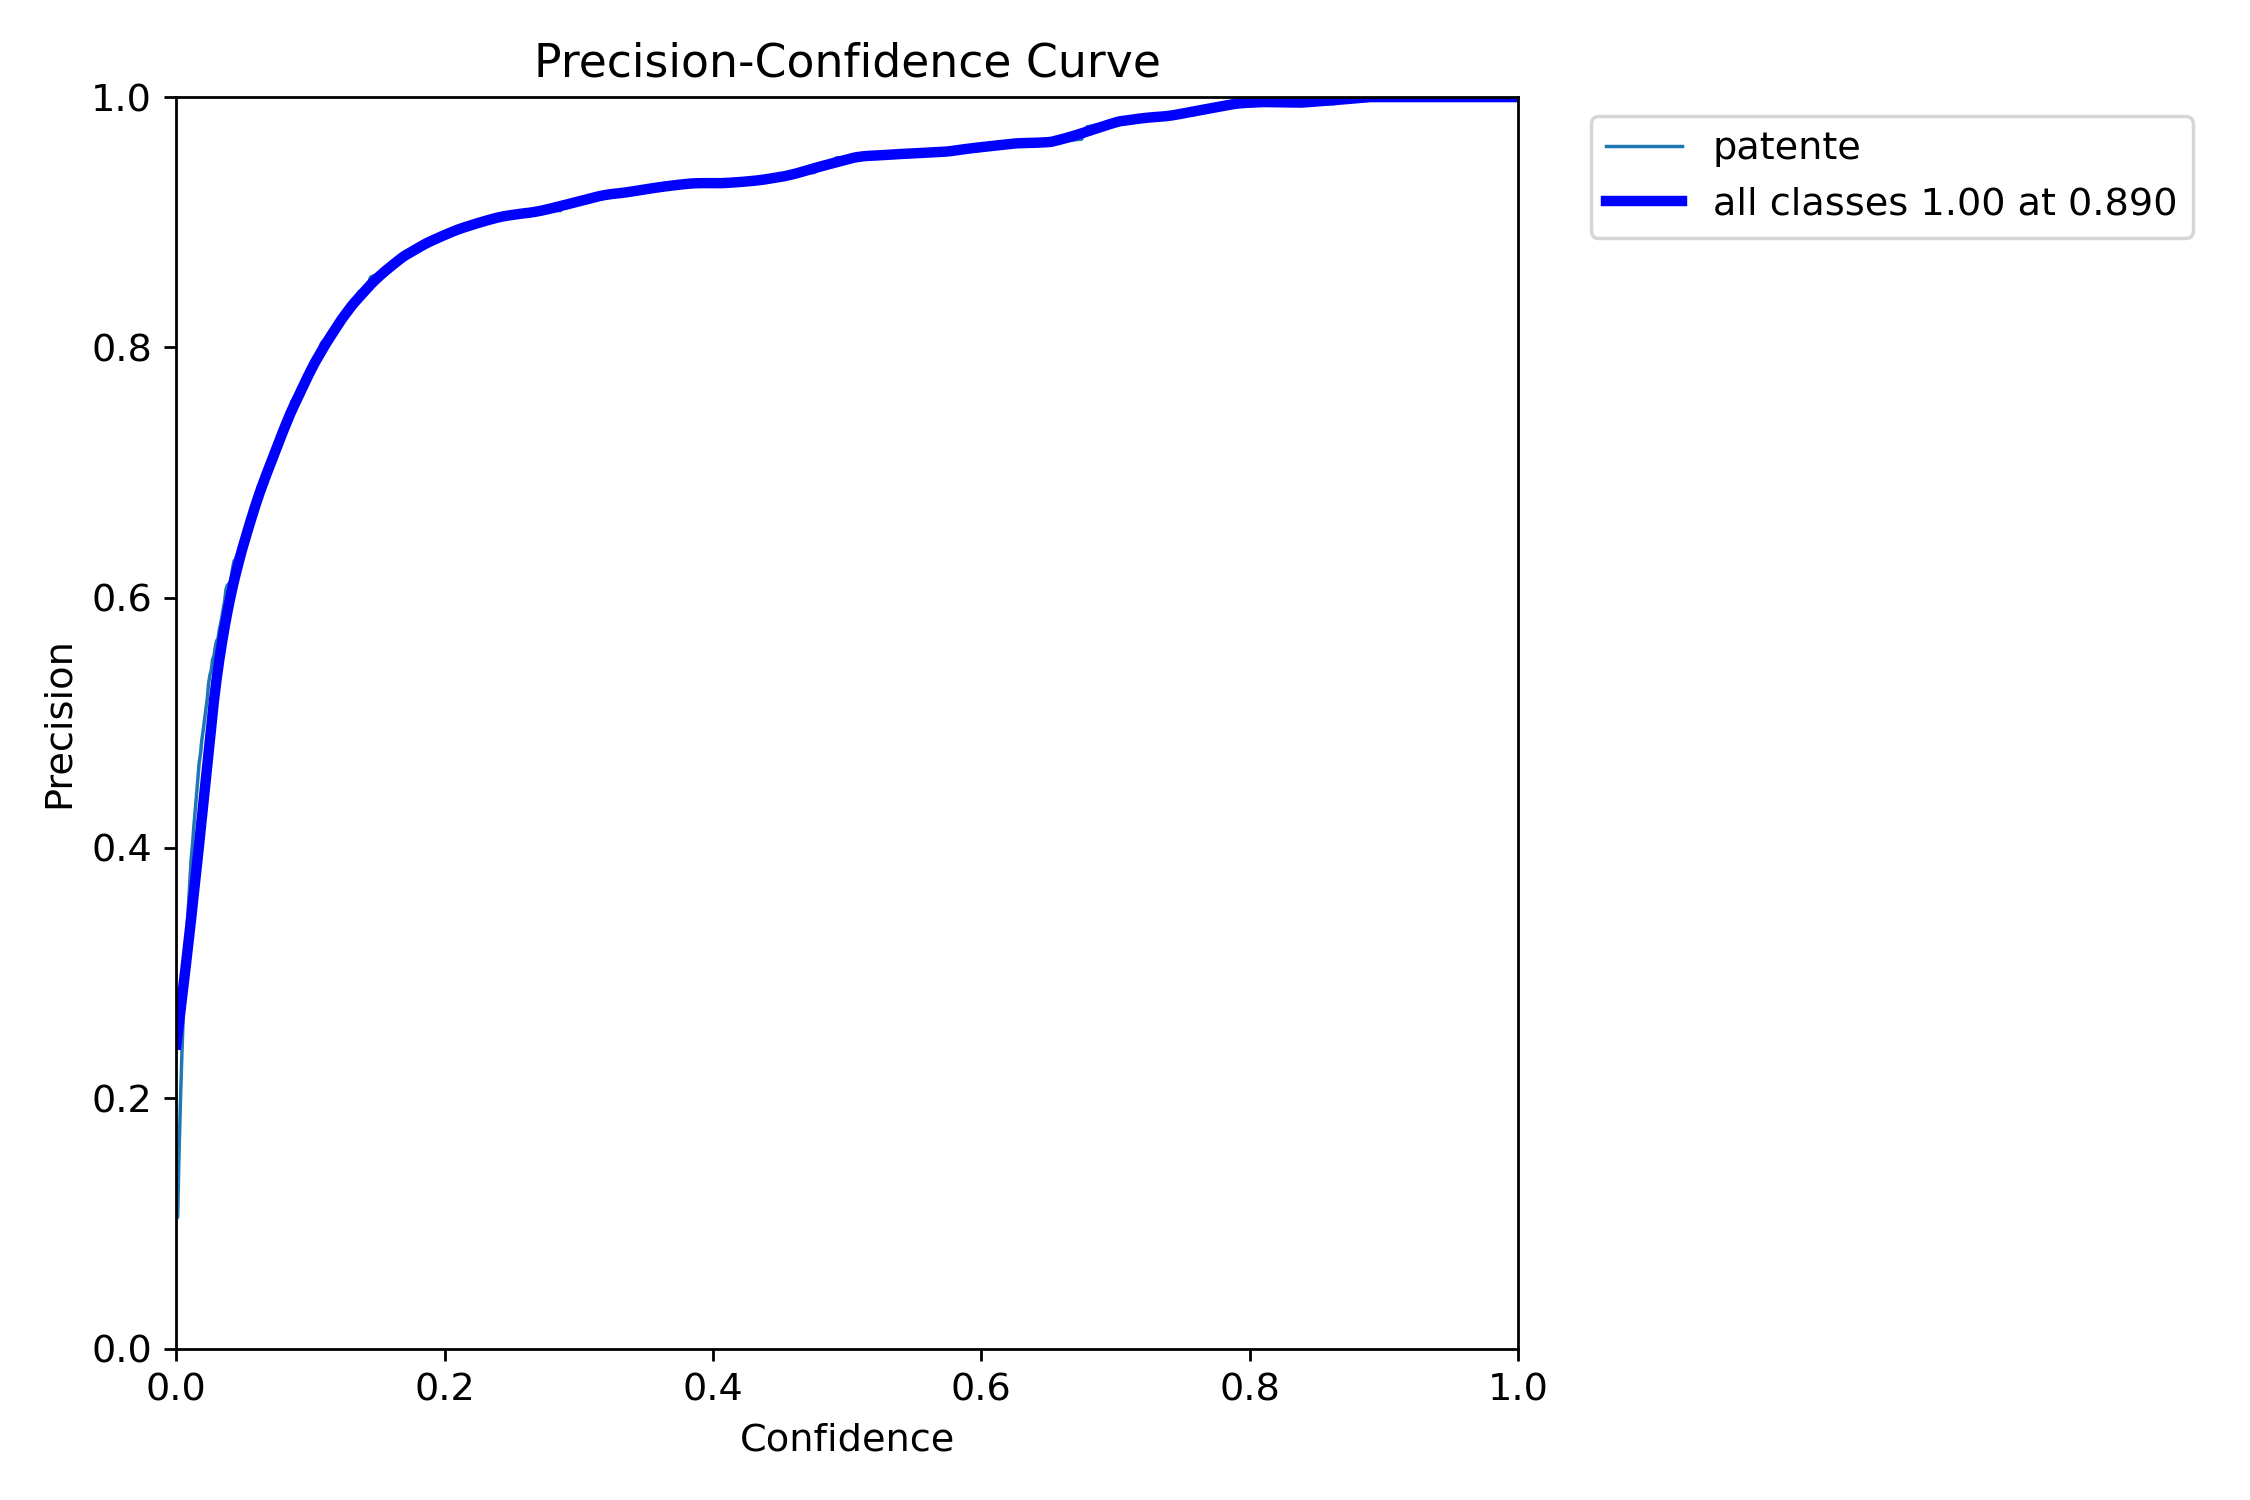 Precision-Confidence Curve
1.0
0.8
0.6
0.4
0.2
0.0
Precision
0.0 0.2 0.4 0.6 0.8 1.0
Confidence
patente
all classes 1.00 at 0.890